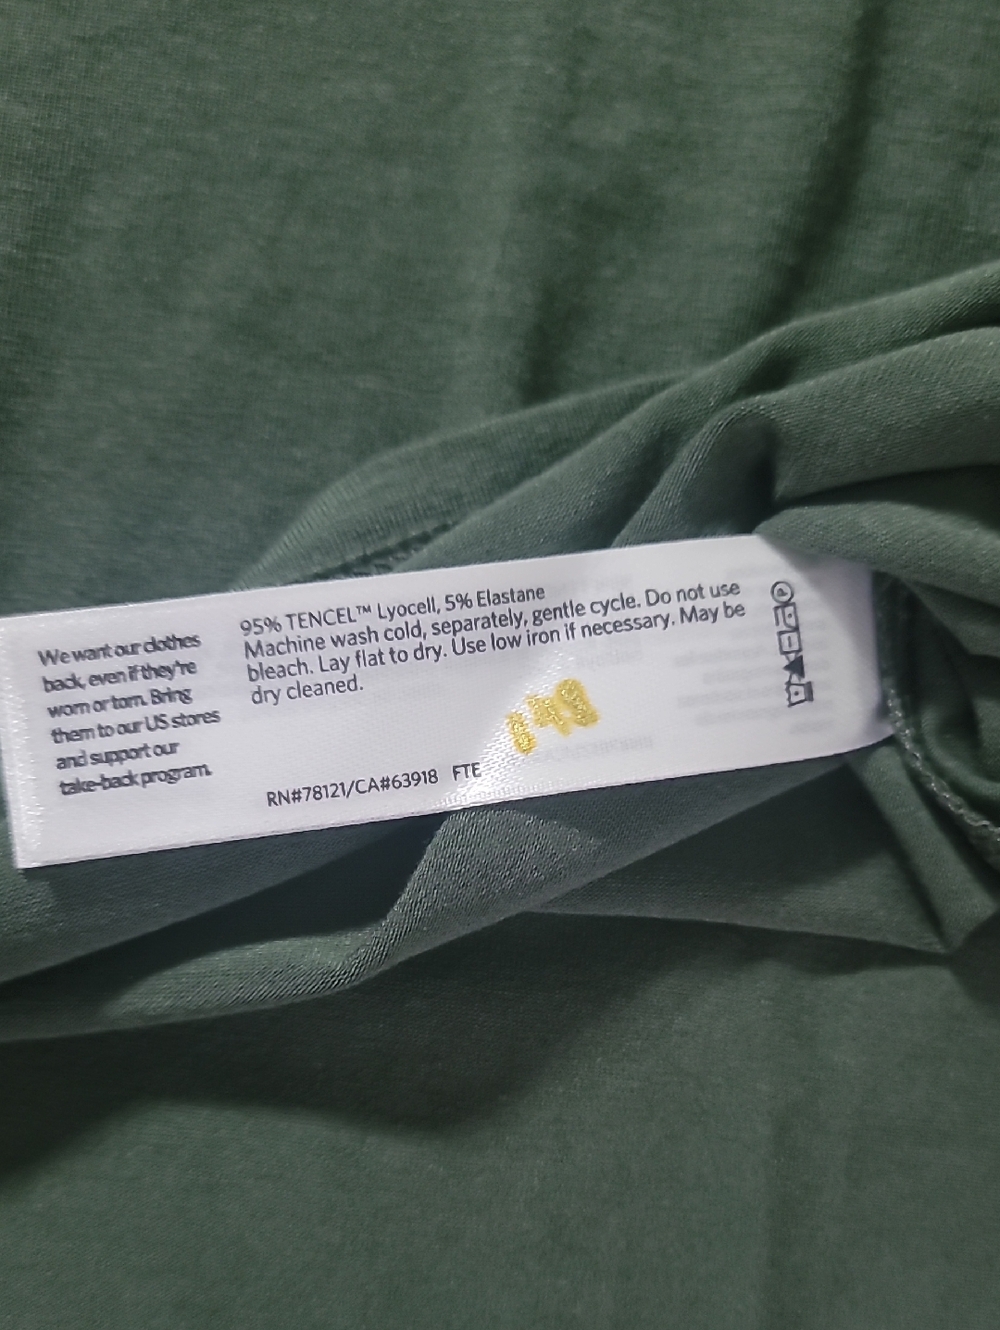 We want our clothes
back, even if they're
worn or torn. Bring
them to our US stores
and support our
take-back program.
95% TENCEL™ Lyocell, 5% Elastane
Machine wash cold, separately, gentle cycle. Do not use
bleach. Lay flat to dry. Use low iron if necessary. May be
dry cleaned.
RN#78121/CA#63918 FTE